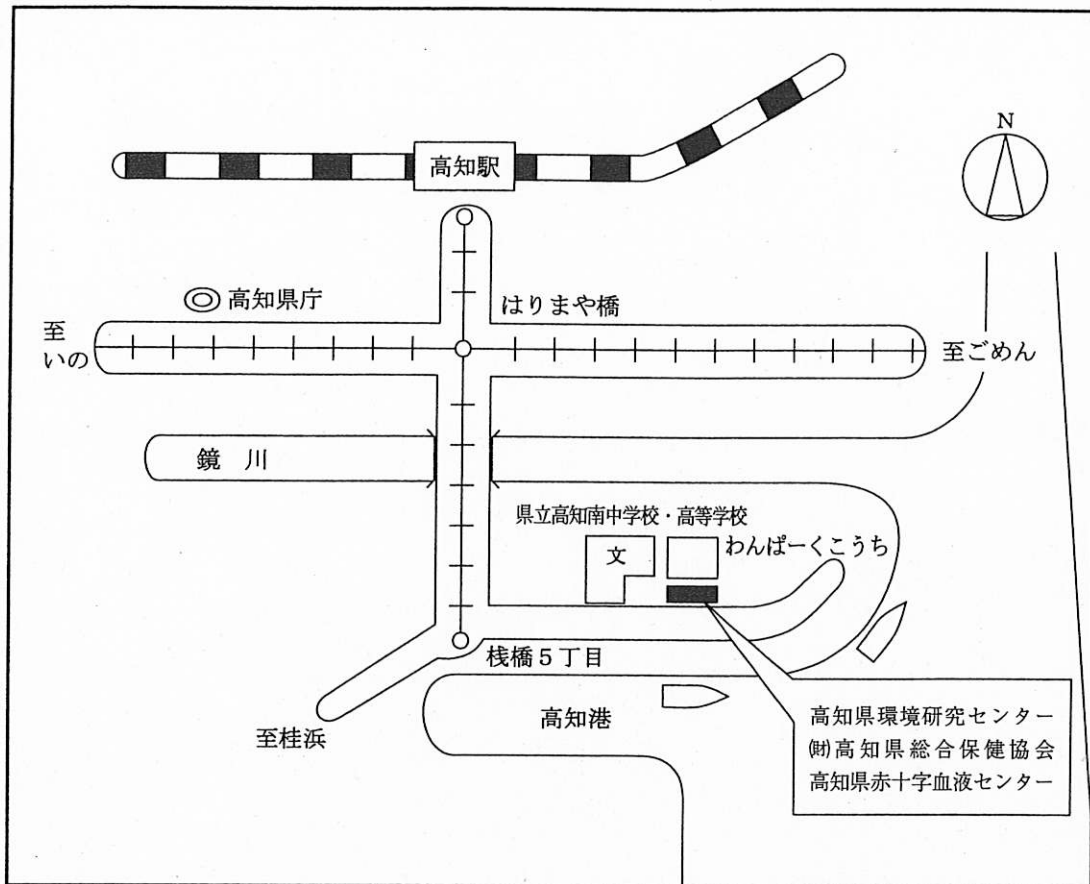 高知駅
N
高知県庁
はりまや橋
至
いの
至ごめん
鏡 川
県立高知南中学校・高等学校
文
わんぱーくこうち
桟橋5丁目
至桂浜
高知港
高知県環境研究センター
㈶高知県総合保健協会
高知県赤十字血液センター